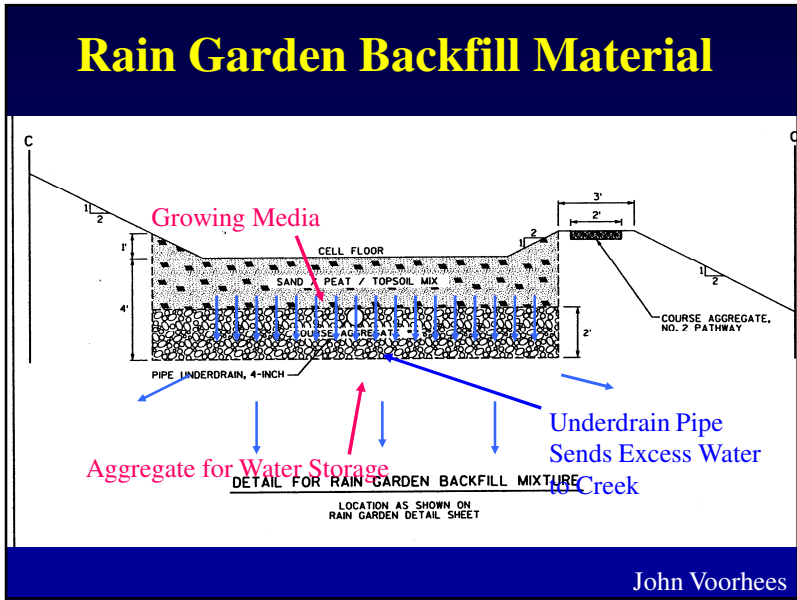 Rain Garden Backfill Material
C
C
1
2
Growing Media
1'
CELL FLOOR
1
2
3'
2'
SAND / PEAT / TOPSOIL MIX
4'
1
2
COURSE AGGREGATE
2'
COURSE AGGREGATE,
NO. 2 PATHWAY
PIPE UNDERDRAIN, 4-INCH
Underdrain Pipe
Sends Excess Water
to Creek
Aggregate for Water Storage
DETAIL FOR RAIN GARDEN BACKFILL MIXTURE
LOCATION AS SHOWN ON
RAIN GARDEN DETAIL SHEET
John Voorhees